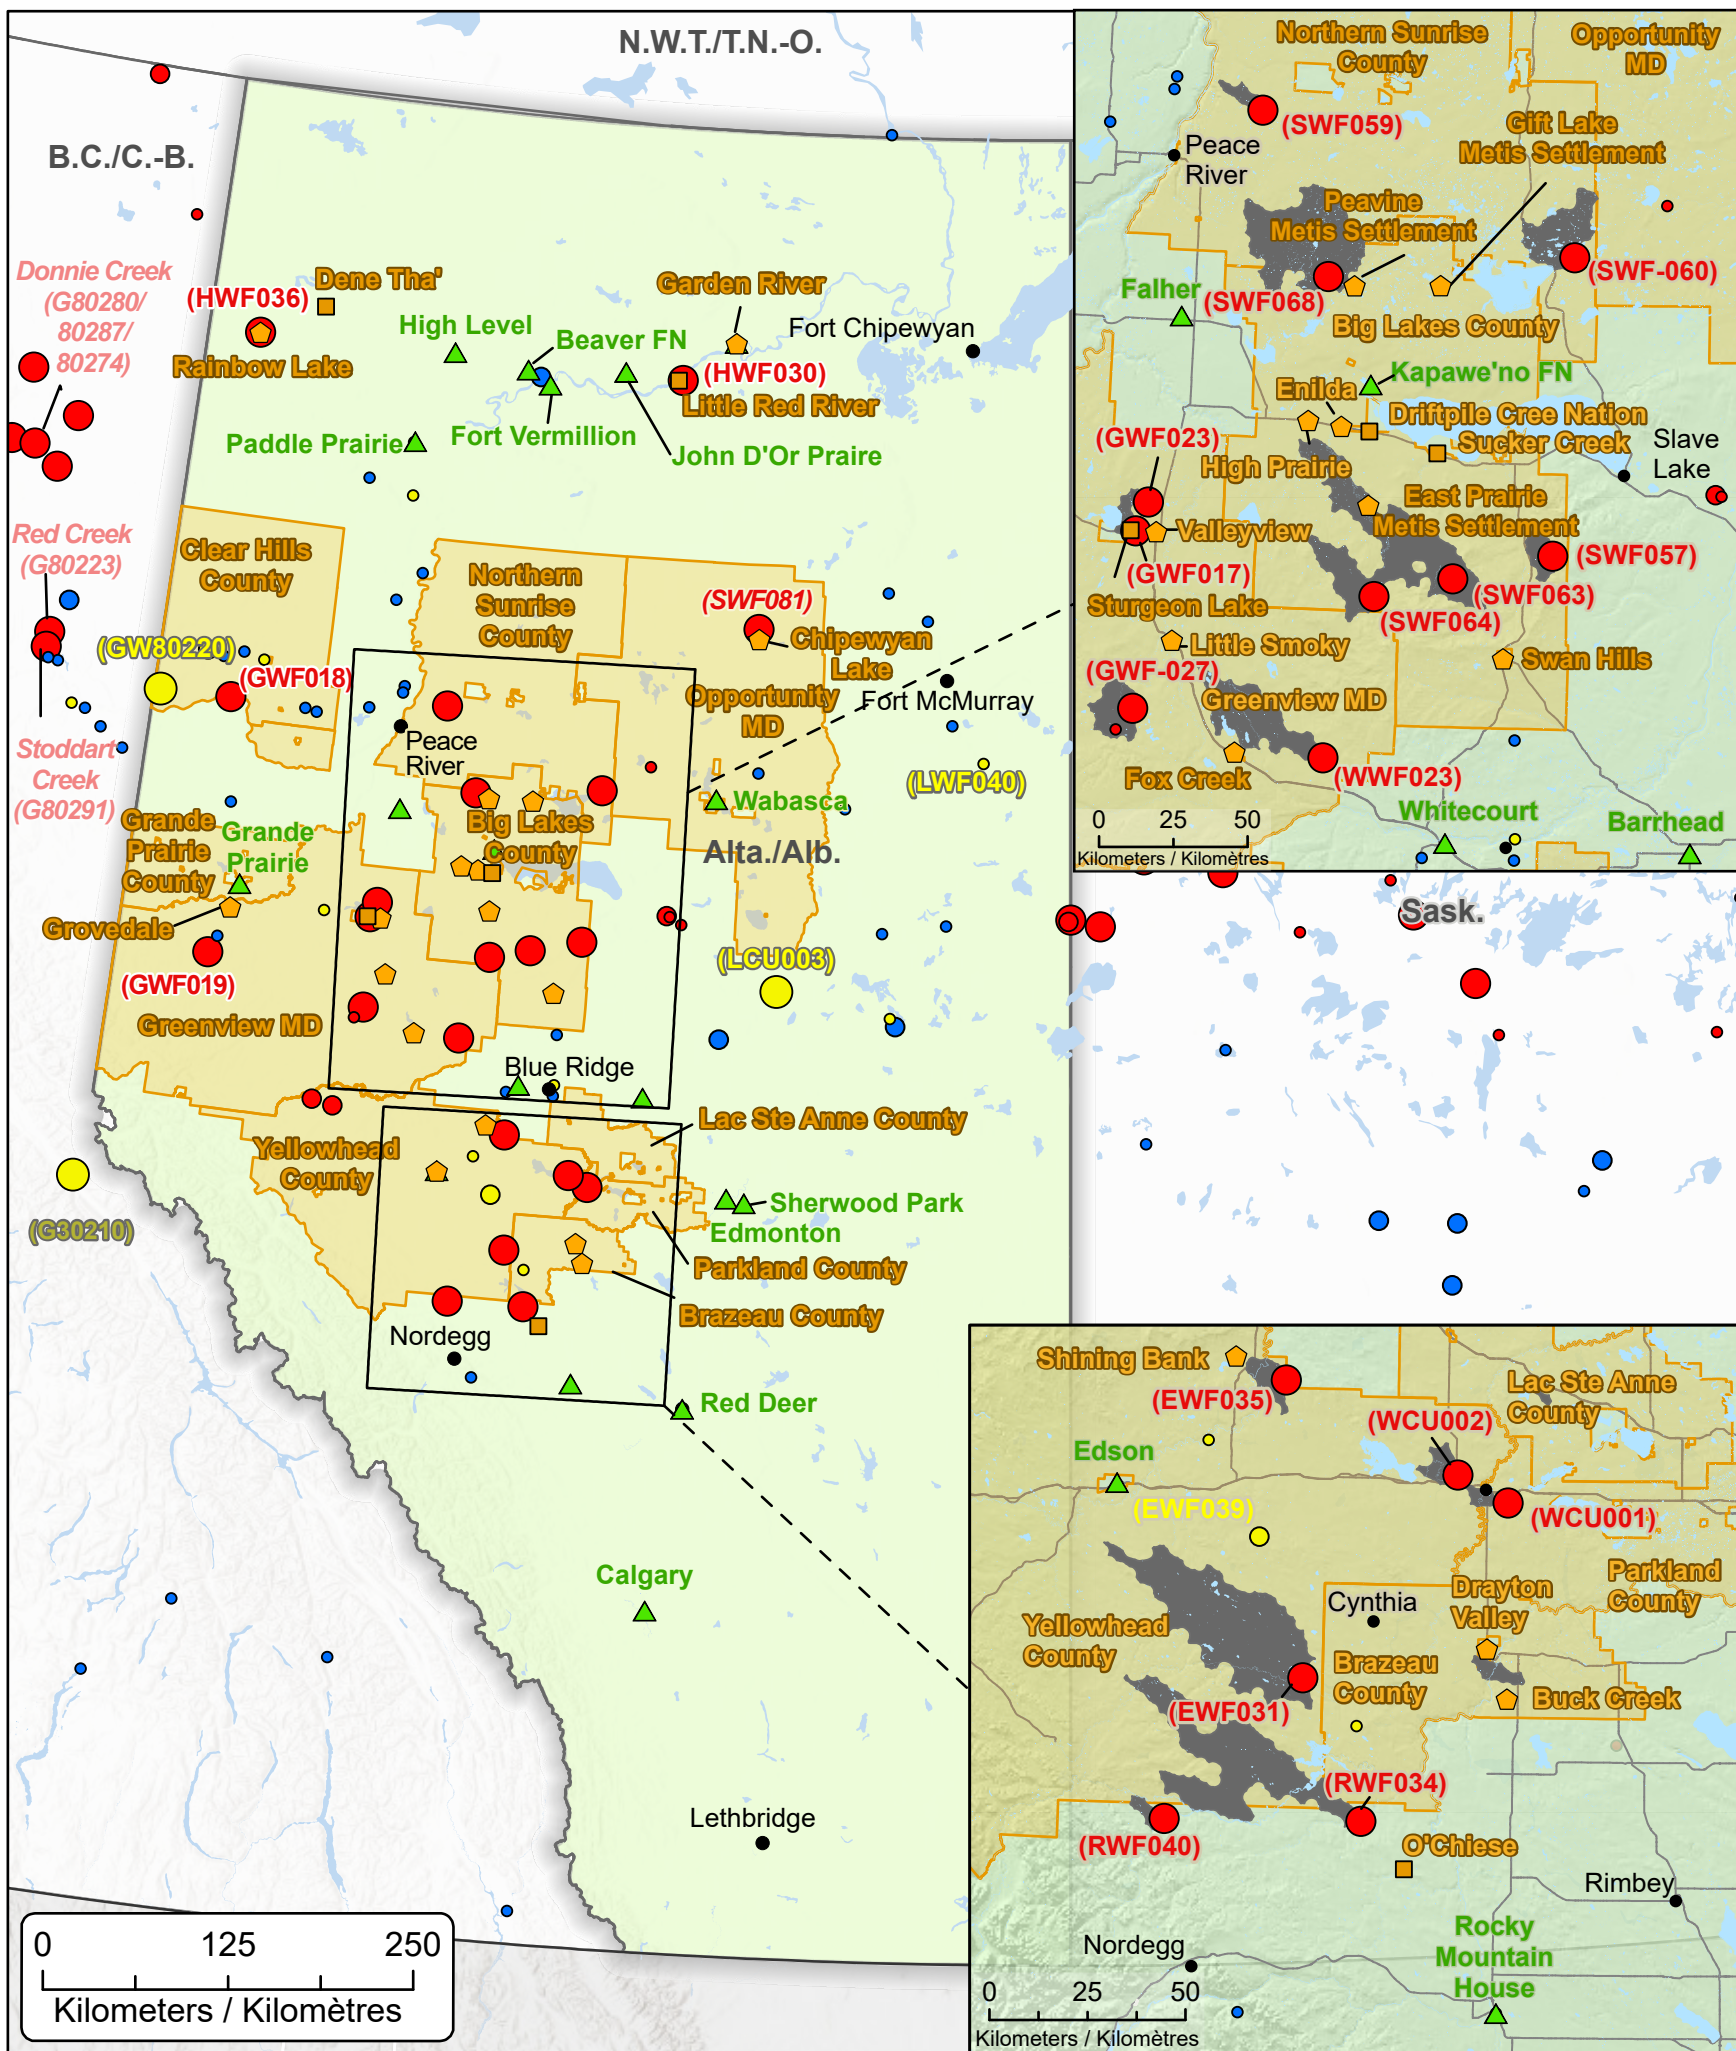 N.W.T./T.N.-O.
B.C./C.-B.
Donnie Creek
(G80280/
80287/
80274)
(HWF036)
Rainbow Lake
Dene Tha'
High Level
Beaver FN
Garden River
Fort Chipewyan
(HWF030)
Little Red River
Fort Vermillion
John D'Or Praire
Paddle Prairie
Red Creek
(G80223)
Clear Hills
County
Northern
Sunrise
County
(SWF081)
Chipewyan
Lake
(GW80220)
(GWF018)
Opportunity
MD
Fort McMurray
Peace
River
Stoddart
Creek
(G80291)
(LWF040)
Wabasca
Grande
Prairie
County
Grande
Prairie
Big Lakes
County
Alta./Alb.
Grovedale
(GWF019)
(LCU003)
Greenview MD
Blue Ridge
Lac Ste Anne County
Yellowhead
County
(G30210)
Sherwood Park
Edmonton
Parkland County
Brazeau County
Nordegg
Red Deer
Calgary
Lethbridge
Sask.
0 125 250
Kilometers / Kilomètres
Northern Sunrise
County
Opportunity
MD
(SWF059)
Gift Lake
Metis Settlement
Peace
River
Peavine
Metis Settlement
(SWF-060)
Falher
(SWF068)
Big Lakes County
Kapawe'no FN
Enilda
Driftpile Cree Nation
Sucker Creek
Slave
Lake
(GWF023)
High Prairie
East Prairie
Metis Settlement
Valleyview
(SWF057)
(GWF017)
Sturgeon Lake
(SWF063)
(SWF064)
Little Smoky
Swan Hills
(GWF-027)
Greenview MD
Fox Creek
(WWF023)
Whitecourt
Barrhead
0 25 50
Kilometers / Kilomètres
Shining Bank
(EWF035)
Lac Ste Anne
County
(WCU002)
Edson
(EWF039)
(WCU001)
Parkland
County
Drayton
Valley
Cynthia
Yellowhead
County
Brazeau
County
Buck Creek
(EWF031)
(RWF034)
(RWF040)
O'Chiese
Rimbey
Rocky
Mountain
House
Nordegg
0 25 50
Kilometers / Kilomètres